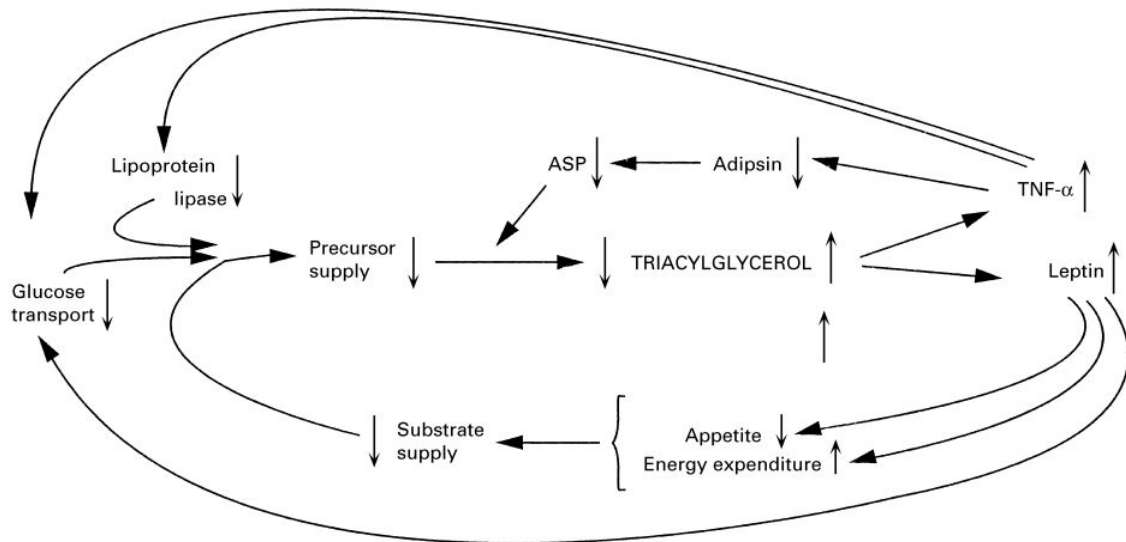 Lipoprotein
lipase
ASP
Adipsin
TNF-α
Precursor
supply
TRIACYLGLYCEROL
Leptin
Glucose
transport
Substrate
supply
Appetite
Energy expenditure